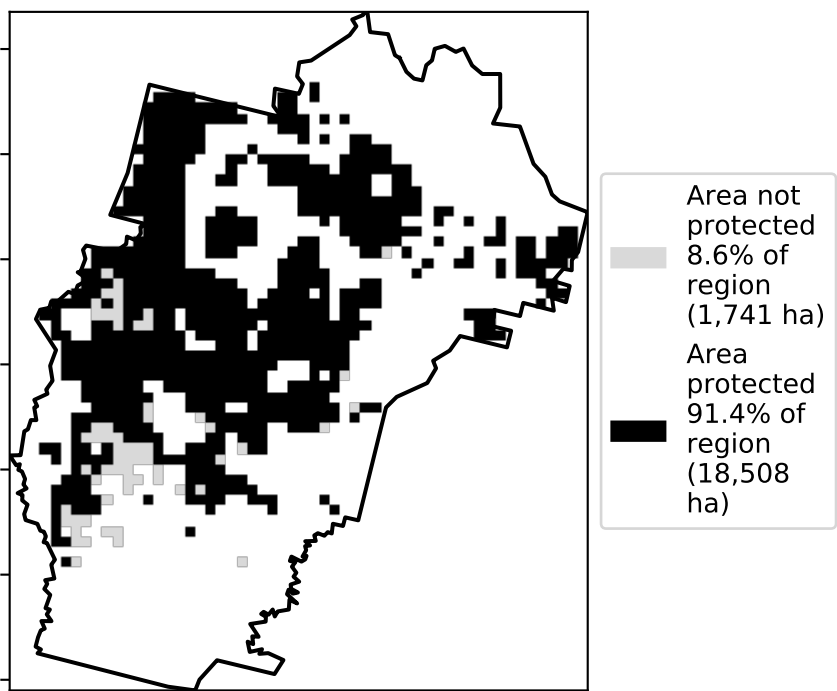 Area not
protected
8.6% of
region
(1,741 ha)
Area
protected
91.4% of
region
(18,508
ha)